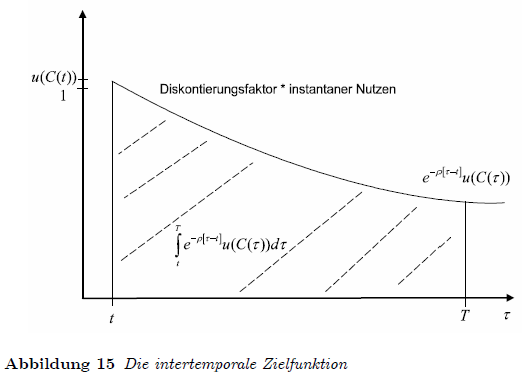 u(C(t))
1
Diskontierungsfaktor * instantaner Nutzen
e^{-ρ[τ-t]}u(C(τ))
∫_t^T e^{-ρ[τ-t]}u(C(τ))dτ
t
T
τ
Abbildung 15 Die intertemporale Zielfunktion